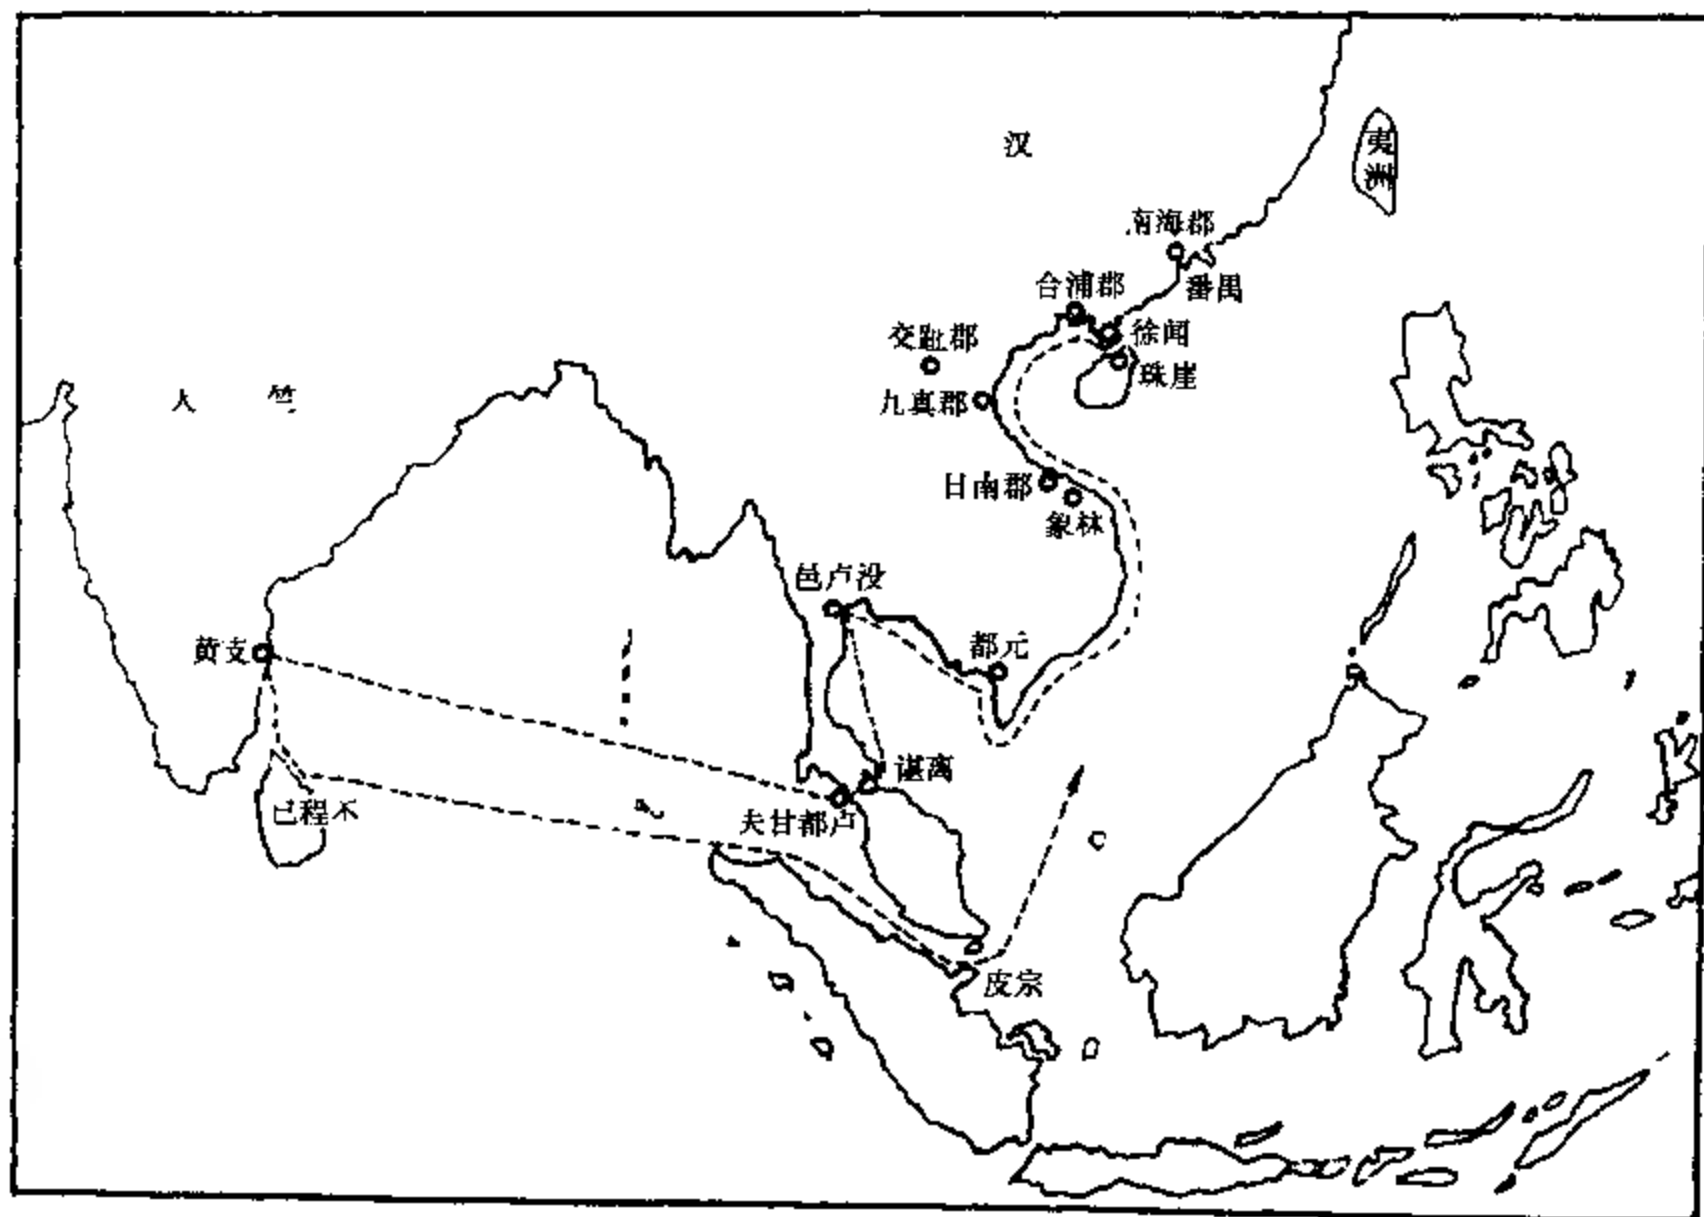 汉
夷洲
南海郡
番禺
合浦郡
徐闻
珠崖
交趾郡
九真郡
日南郡
象林
竺
邑卢没
都元
黄支
谌离
夫甘都卢
已程不
皮宗